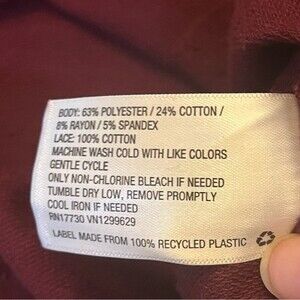 BODY: 63% POLYESTER / 24% COTTON /
8% RAYON / 5% SPANDEX
LACE: 100% COTTON
MACHINE WASH COLD WITH LIKE COLORS
GENTLE CYCLE
ONLY NON-CHLORINE BLEACH IF NEEDED
TUMBLE DRY LOW, REMOVE PROMPTLY
COOL IRON IF NEEDED
RN17730 VN1299629
LABEL MADE FROM 100% RECYCLED PLASTIC